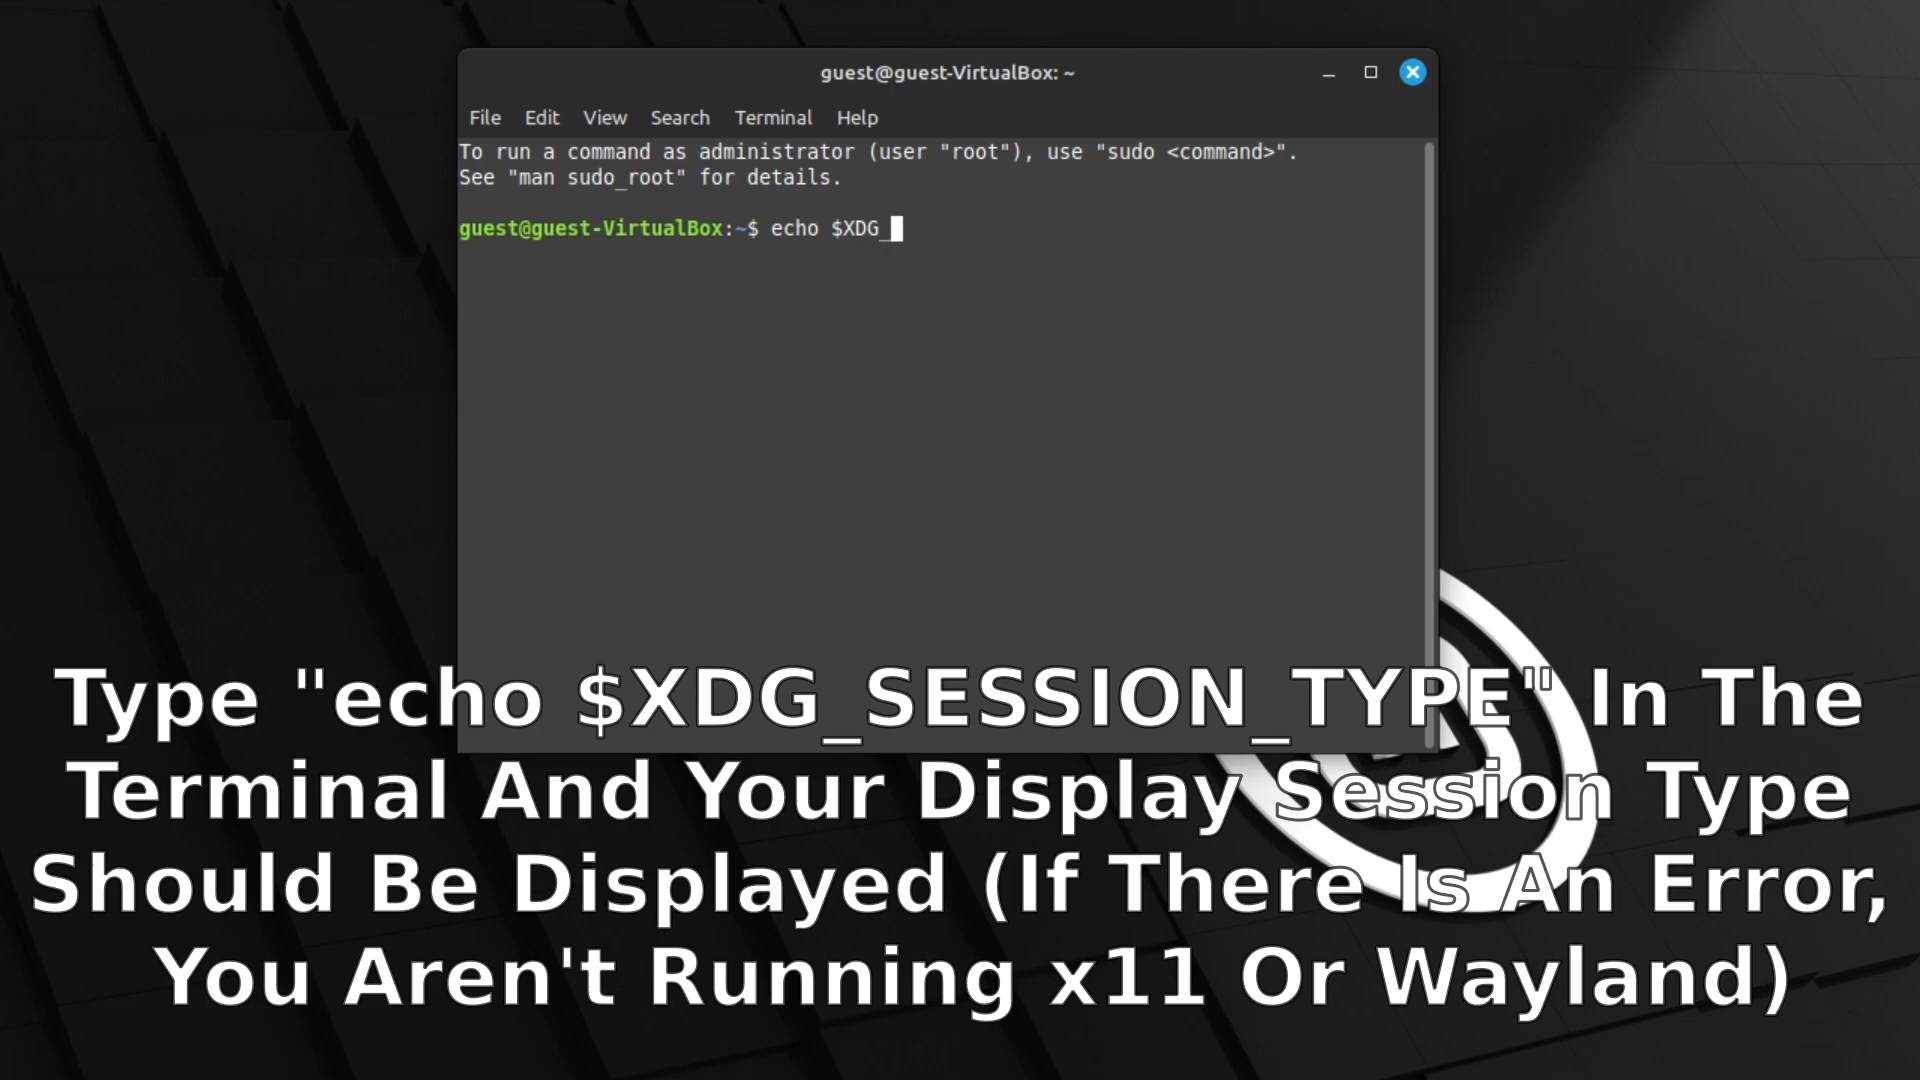 guest@guest-VirtualBox: ~
File Edit View Search Terminal Help
To run a command as administrator (user "root"), use "sudo <command>".
See "man sudo_root" for details.
guest@guest-VirtualBox:~$ echo $XDG_
Type "echo $XDG_SESSION_TYPE" In The
Terminal And Your Display Session Type
Should Be Displayed (If There Is An Error,
You Aren't Running x11 Or Wayland)